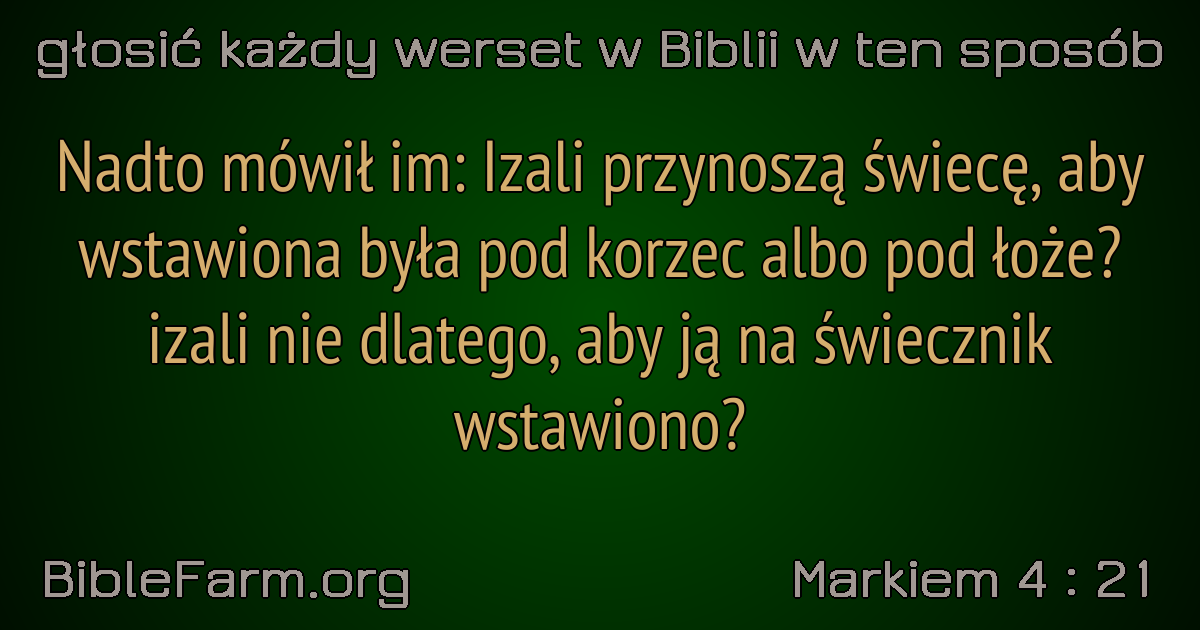 głosić każdy werset w Biblii w ten sposób
Nadto mówił im: Izali przynoszą świecę, aby
wstawiona była pod korzec albo pod łoże?
izali nie dlatego, aby ją na świecznik
wstawiono?
BibleFarm.org
Markiem 4 : 21